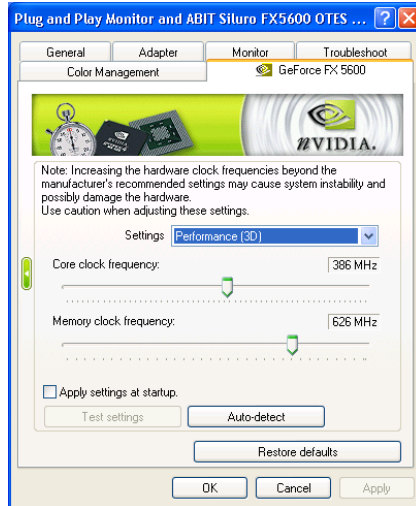 Plug and Play Monitor and ABIT Siluro FX5600 OTES ...
General Adapter Monitor Troubleshoot
Color Management GeForce FX 5600
nVIDIA.
Note: Increasing the hardware clock frequencies beyond the
manufacturer's recommended settings may cause system instability and
possibly damage the hardware.
Use caution when adjusting these settings.
Settings Performance (3D)
Core clock frequency: 386 MHz
Memory clock frequency: 626 MHz
Apply settings at startup.
Test settings Auto-detect
Restore defaults
OK Cancel Apply